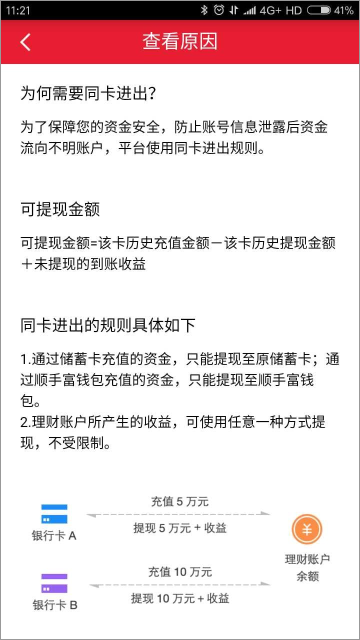 11:21
4G+ HD 41%
查看原因
为何需要同卡进出？
为了保障您的资金安全，防止账号信息泄露后资金
流向不明账户，平台使用同卡进出规则。
可提现金额
可提现金额=该卡历史充值金额－该卡历史提现金额
＋未提现的到账收益
同卡进出的规则具体如下
1.通过储蓄卡充值的资金，只能提现至原储蓄卡；通
过顺手富钱包充值的资金，只能提现至顺手富钱
包。
2.理财账户所产生的收益，可使用任意一种方式提
现，不受限制。
充值 5 万元
提现 5 万元 + 收益
银行卡 A
理财账户
余额
充值 10 万元
提现 10 万元 + 收益
银行卡 B